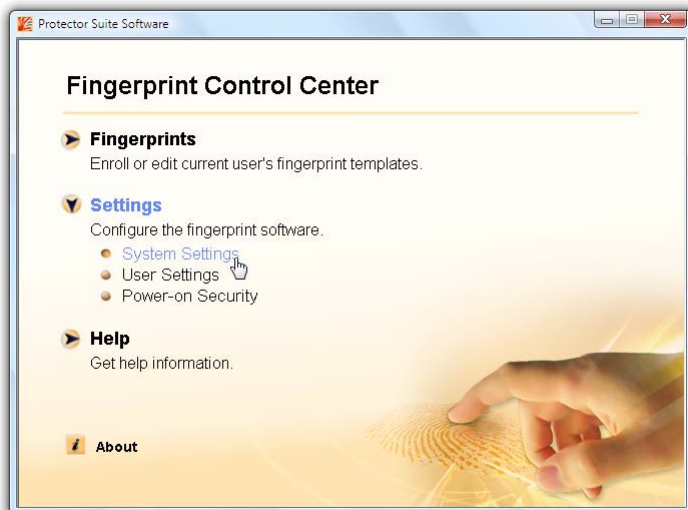 Protector Suite Software
Fingerprint Control Center
Fingerprints
Enroll or edit current user's fingerprint templates.
Settings
Configure the fingerprint software.
System Settings
User Settings
Power-on Security
Help
Get help information.
i
About